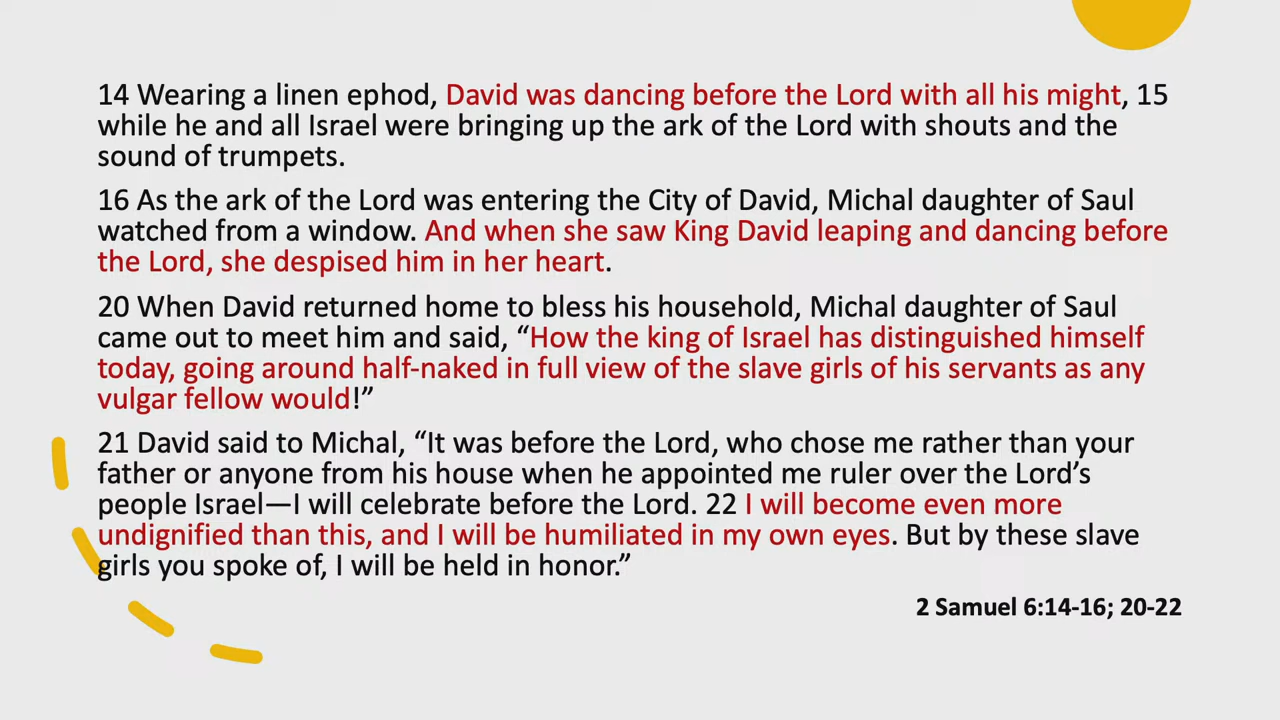 14 Wearing a linen ephod, David was dancing before the Lord with all his might, 15
while he and all Israel were bringing up the ark of the Lord with shouts and the
sound of trumpets.
16 As the ark of the Lord was entering the City of David, Michal daughter of Saul
watched from a window. And when she saw King David leaping and dancing before
the Lord, she despised him in her heart.
20 When David returned home to bless his household, Michal daughter of Saul
came out to meet him and said, “How the king of Israel has distinguished himself
today, going around half-naked in full view of the slave girls of his servants as any
vulgar fellow would!”
21 David said to Michal, “It was before the Lord, who chose me rather than your
father or anyone from his house when he appointed me ruler over the Lord’s
people Israel—I will celebrate before the Lord. 22 I will become even more
undignified than this, and I will be humiliated in my own eyes. But by these slave
girls you spoke of, I will be held in honor.”
2 Samuel 6:14-16; 20-22